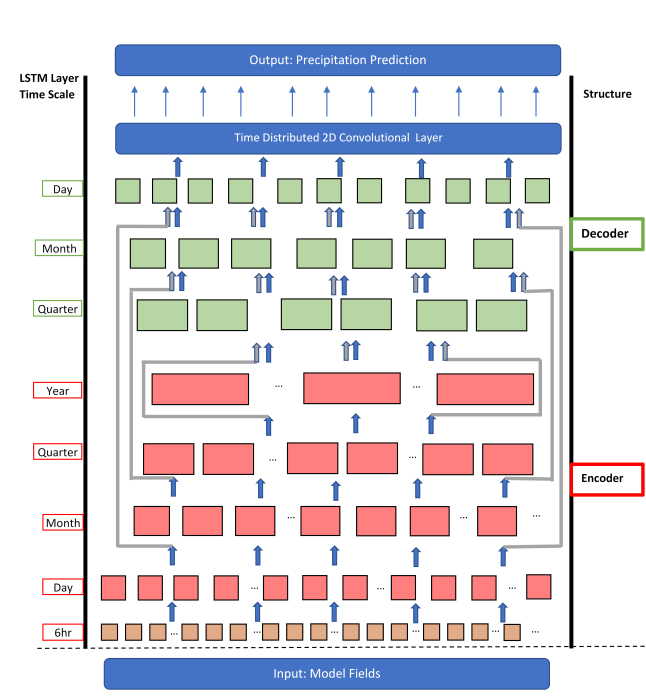 Output: Precipitation Prediction
LSTM Layer
Time Scale
Structure
Time Distributed 2D Convolutional Layer
Day
Decoder
Month
Quarter
Year
... ...
Quarter
... ...
Encoder
Month
... ... ...
Day
... ... ... ...
6hr
... ... ... ... ... ...
Input: Model Fields